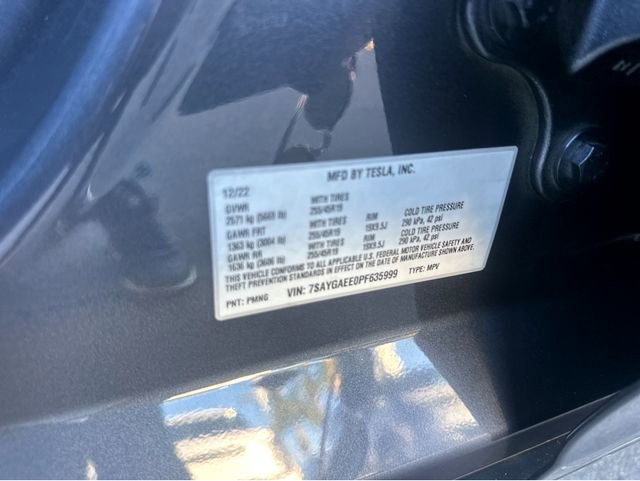 MFD BY TESLA, INC.
12/22
GVWR WITH TIRES
2571 kg (5669 lb) 255/45R19 RIM COLD TIRE PRESSURE
GAWR FRT WITH TIRES 19X9.5J 290 kPa, 42 psi
1363 kg (3004 lb) 255/45R19 RIM COLD TIRE PRESSURE
GAWR RR WITH TIRES 19X9.5J 290 kPa, 42 psi
1636 kg (3606 lb) 255/45R19
THIS VEHICLE CONFORMS TO ALL APPLICABLE U.S. FEDERAL MOTOR VEHICLE SAFETY AND
THEFT PREVENTION STANDARDS IN EFFECT ON THE DATE OF MANUFACTURE SHOWN ABOVE.
PNT: PMNG VIN: 7SAYGAEE0PF635999 TYPE: MPV